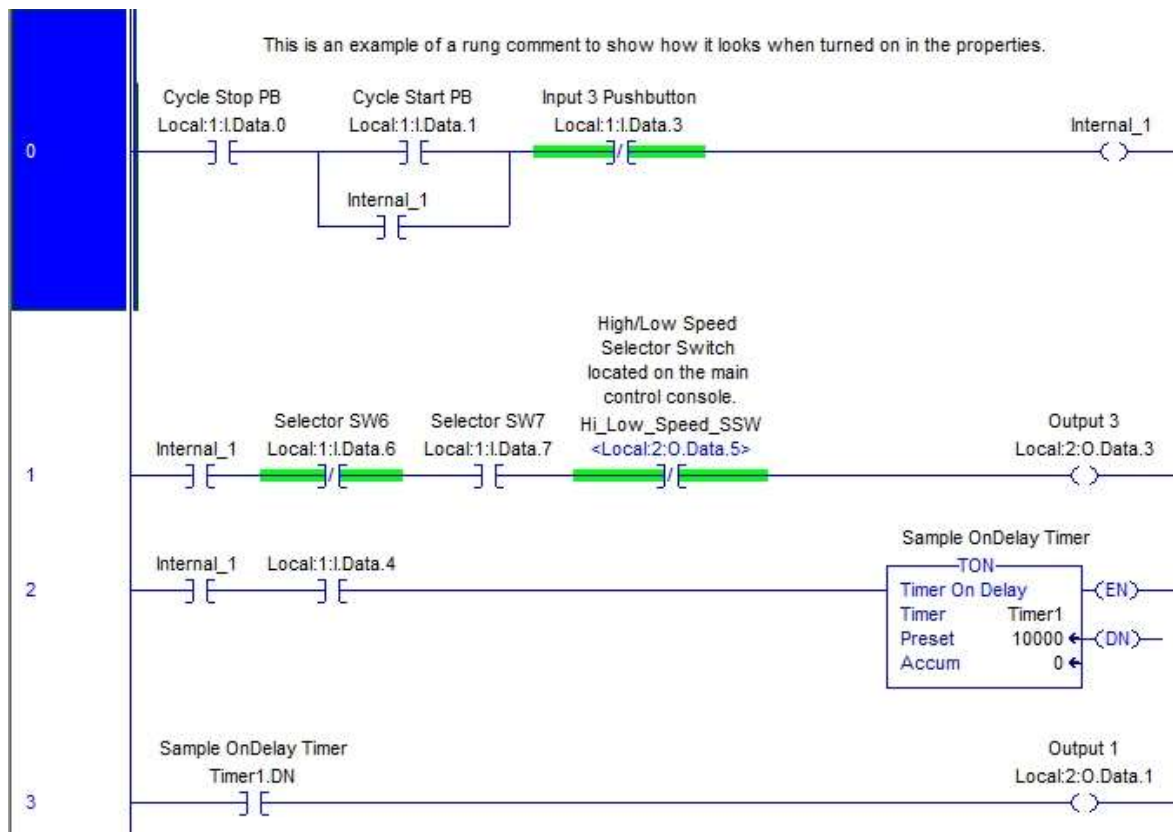 This is an example of a rung comment to show how it looks when turned on in the properties.
Cycle Stop PB
Local:1:I.Data.0
Cycle Start PB
Local:1:I.Data.1
Input 3 Pushbutton
Local:1:I.Data.3
Internal_1
0
Internal_1
High/Low Speed
Selector Switch
located on the main
control console.
Hi_Low_Speed_SSW
<Local:2:O.Data.5>
Internal_1
Selector SW6
Local:1:I.Data.6
Selector SW7
Local:1:I.Data.7
Output 3
Local:2:O.Data.3
1
Internal_1
Local:1:I.Data.4
2
Sample OnDelay Timer
TON
Timer On Delay
Timer Timer1
Preset 10000
Accum 0
EN
DN
Sample OnDelay Timer
Timer1.DN
Output 1
Local:2:O.Data.1
3